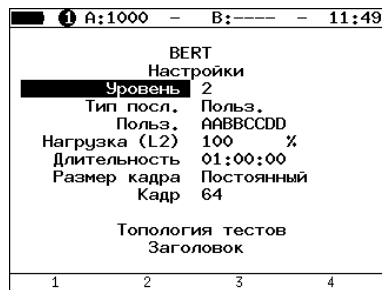 1 A:1000 – B:---- – 11:49
BERT
Настройки
Уровень 2
Тип посл. Польз.
Польз. AABBCCDD
Нагрузка (L2) 100 %
Длительность 01:00:00
Размер кадра Постоянный
Кадр 64
Топология тестов
Заголовок
1 2 3 4